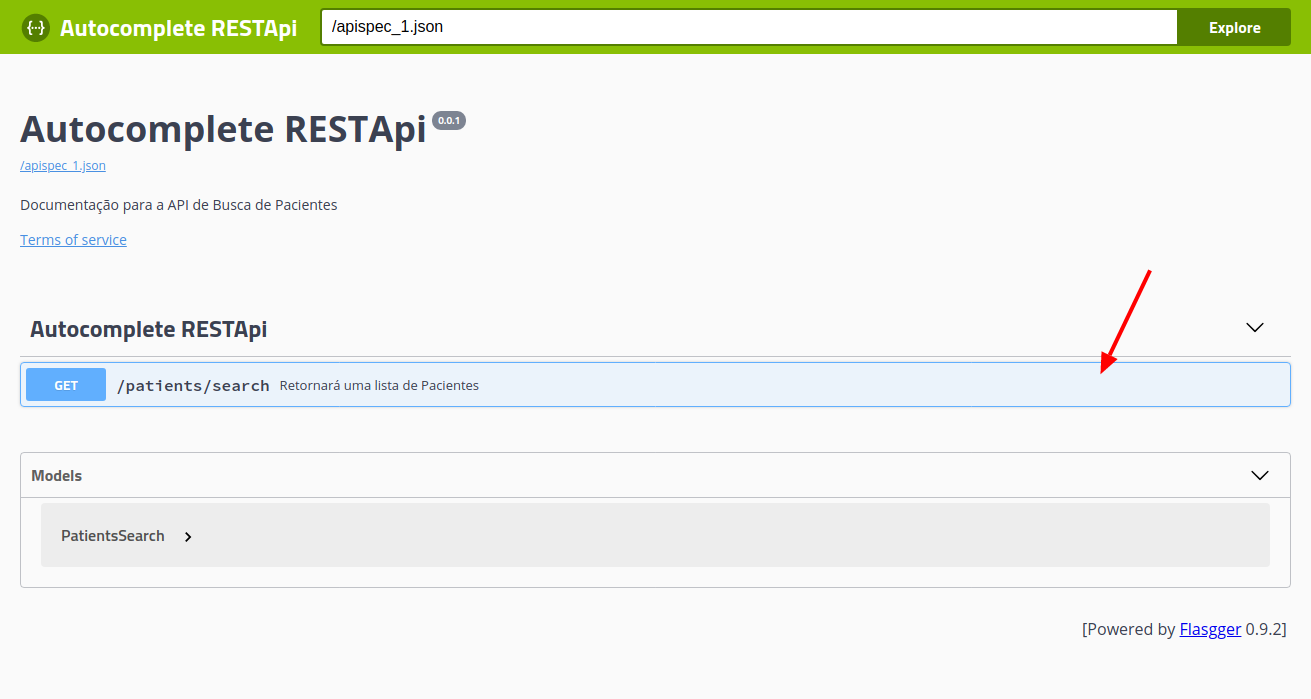 Autocomplete RESTApi /apispec_1.json Explore
Autocomplete RESTApi 0.0.1
/apispec_1.json
Documentação para a API de Busca de Pacientes
Terms of service
Autocomplete RESTApi
GET /patients/search Retornará uma lista de Pacientes
Models
PatientsSearch
[Powered by Flasgger 0.9.2]